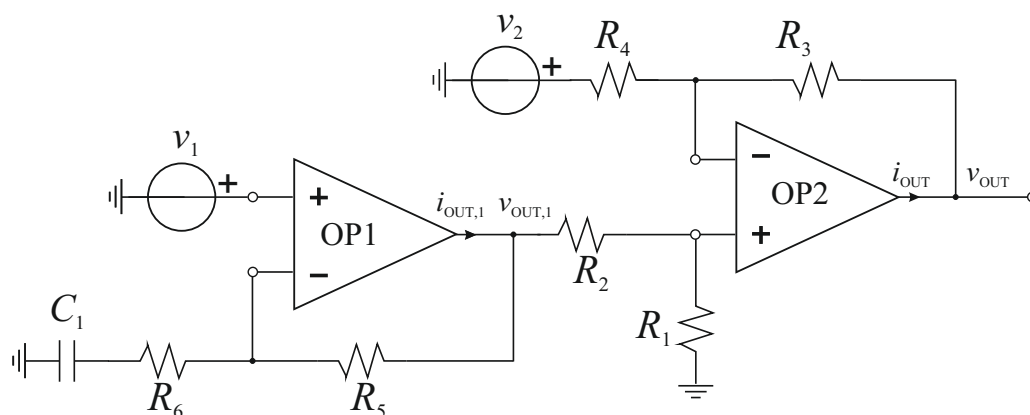 v2
R4
R3
v1
+
+
−
+
OP1
−
iOUT,1
vOUT,1
R2
OP2
+
iOUT
vOUT
R1
C1
R6
R5